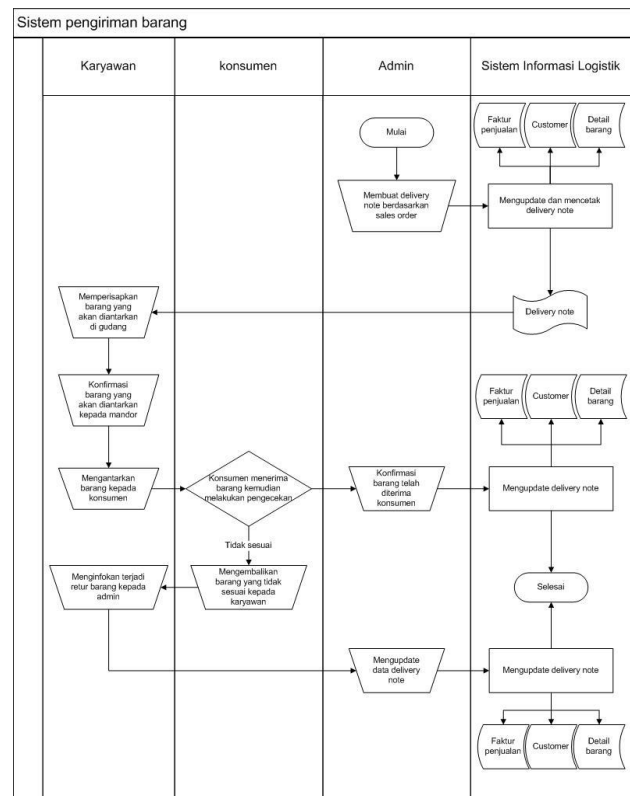 Sistem pengiriman barang
Karyawan
konsumen
Admin
Sistem Informasi Logistik
Mulai
Faktur
penjualan
Customer
Detail
barang
Membuat delivery
note berdasarkan
sales order
Mengupdate dan mencetak
delivery note
Delivery note
Memperisapkan
barang yang
akan diantarkan
di gudang
Konfirmasi
barang yang
akan diantarkan
kepada mandor
Faktur
penjualan
Customer
Detail
barang
Mengantarkan
barang kepada
konsumen
Konsumen menerima
barang kemudian
melakukan pengecekan
Konfirmasi
barang telah
diterima
konsumen
Mengupdate delivery note
Tidak sesuai
Menginfokan terjadi
retur barang kepada
admin
Mengembalikan
barang yang tidak
sesuai kepada
karyawan
Selesai
Mengupdate
data delivery
note
Mengupdate delivery note
Faktur
penjualan
Customer
Detail
barang